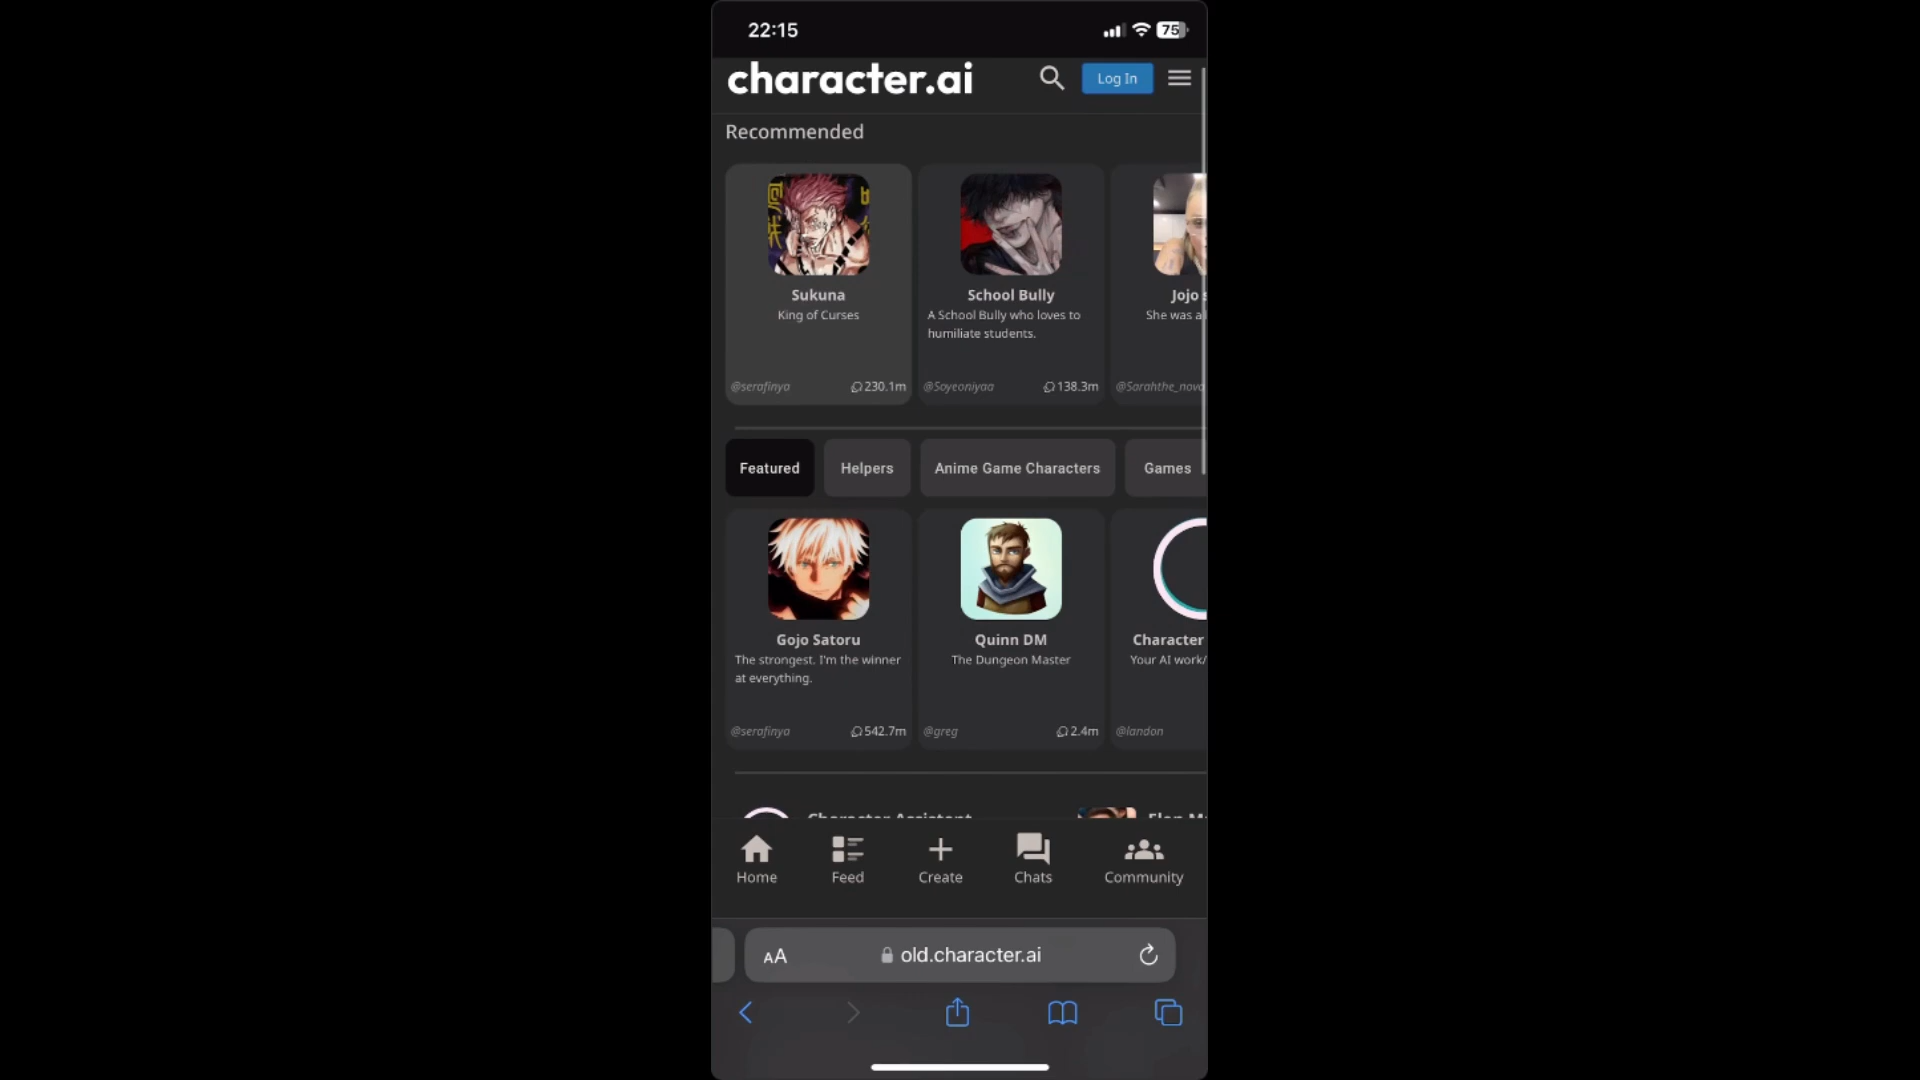 22:15
75
character.ai
Log In
Recommended
Sukuna
King of Curses
@serafinya
230.1m
School Bully
A School Bully who loves to
humiliate students.
@Soyeoniyaa
138.3m
Jojo
She was a
@Sarahthe_nova
Featured
Helpers
Anime Game Characters
Games
Gojo Satoru
The strongest. I'm the winner
at everything.
@serafinya
542.7m
Quinn DM
The Dungeon Master
@greg
2.4m
Character
Your AI work/
@landon
Character Assistant
Home
Feed
Create
Chats
Community
AA
old.character.ai